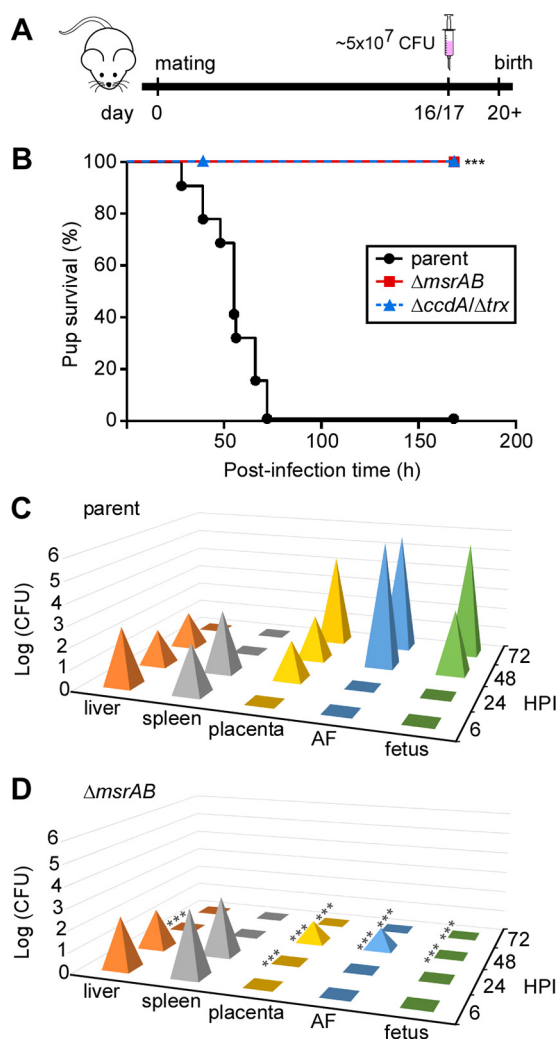 A
~5x10⁷ CFU
mating
birth
day
0
16/17
20+
B
100
80
60
40
20
0
Pup survival (%)
***
parent
ΔmsrAB
ΔccdA/Δtrx
50
100
150
200
Post-infection time (h)
C
parent
6
5
4
3
2
1
0
Log (CFU)
liver
spleen
placenta
AF
fetus
72
48
24
6
HPI
D
ΔmsrAB
6
5
4
3
2
1
0
Log (CFU)
***
***
***
***
***
***
***
***
liver
spleen
placenta
AF
fetus
72
48
24
6
HPI